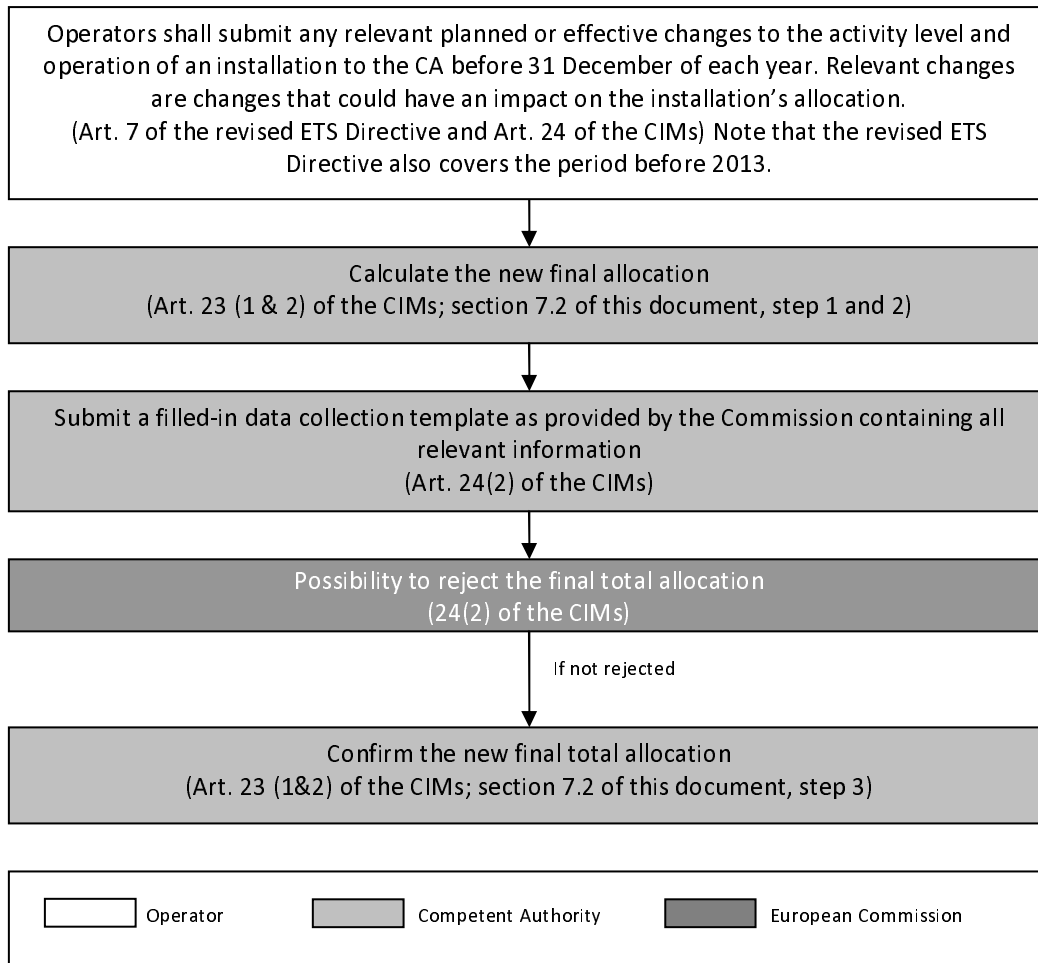 Operators shall submit any relevant planned or effective changes to the activity level and
operation of an installation to the CA before 31 December of each year. Relevant changes
are changes that could have an impact on the installation’s allocation.
(Art. 7 of the revised ETS Directive and Art. 24 of the CIMs) Note that the revised ETS
Directive also covers the period before 2013.
Calculate the new final allocation
(Art. 23 (1 & 2) of the CIMs; section 7.2 of this document, step 1 and 2)
Submit a filled-in data collection template as provided by the Commission containing all
relevant information
(Art. 24(2) of the CIMs)
Possibility to reject the final total allocation
(24(2) of the CIMs)
If not rejected
Confirm the new final total allocation
(Art. 23 (1&2) of the CIMs; section 7.2 of this document, step 3)
Operator
Competent Authority
European Commission